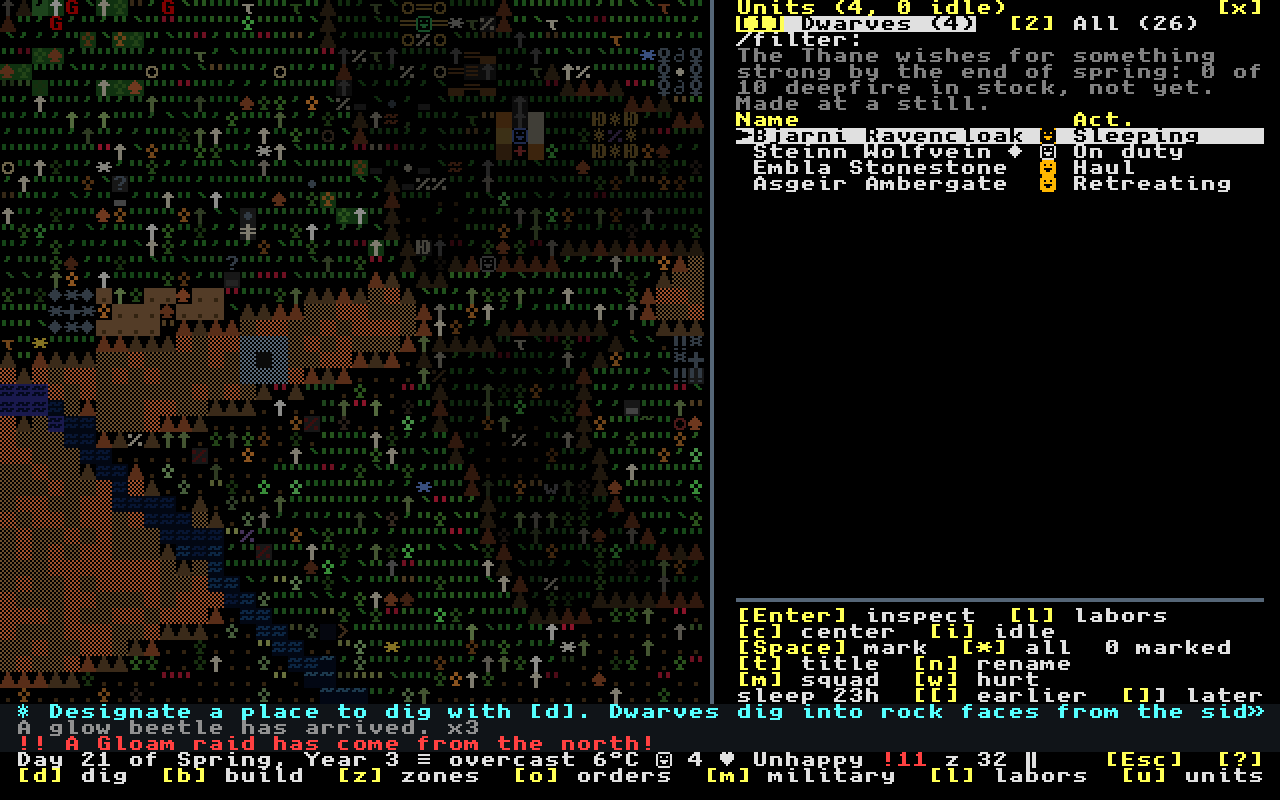 Units (4, 0 idle) [x]
[1] Dwarves (4) [2] All (26)
/filter:
The Thane wishes for something
strong by the end of spring: 0 of
10 deepfire in stock, not yet.
Made at a still.
Name Act.
Bjarni Ravencloak Sleeping
Steinn Wolfvein ♦ On duty
Embla Stonestone Haul
Asgeir Ambergate Retreating
[Enter] inspect [l] labors
[c] center [i] idle
[Space] mark [*] all 0 marked
[t] title [n] rename
[m] squad [w] hurt
sleep 23h [[] earlier []] later
* Designate a place to dig with [d]. Dwarves dig into rock faces from the sid»
A glow beetle has arrived. x3
!! A Gloam raid has come from the north!
Day 21 of Spring, Year 3 ≡ overcast 6°C ☺ 4 ♥ Unhappy !11 z 32 ‖ [Esc] [?]
[d] dig [b] build [z] zones [o] orders [m] military [l] labors [u] units